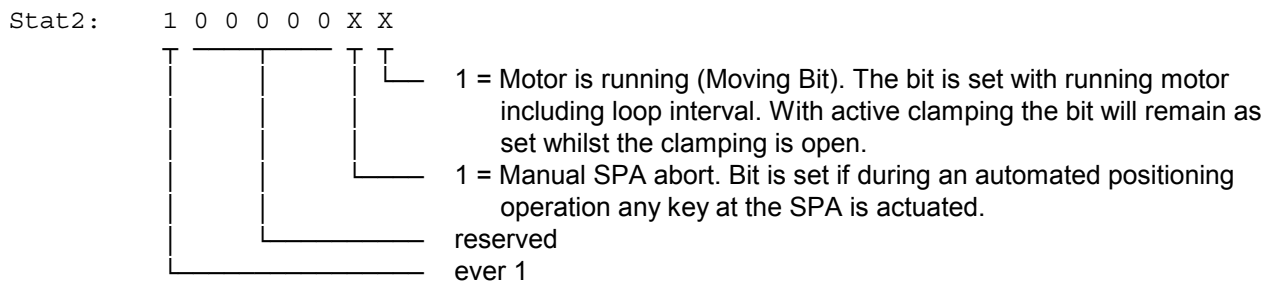 Stat2: 1 0 0 0 0 0 X X
1 = Motor is running (Moving Bit). The bit is set with running motor
including loop interval. With active clamping the bit will remain as
set whilst the clamping is open.
1 = Manual SPA abort. Bit is set if during an automated positioning
operation any key at the SPA is actuated.
reserved
ever 1